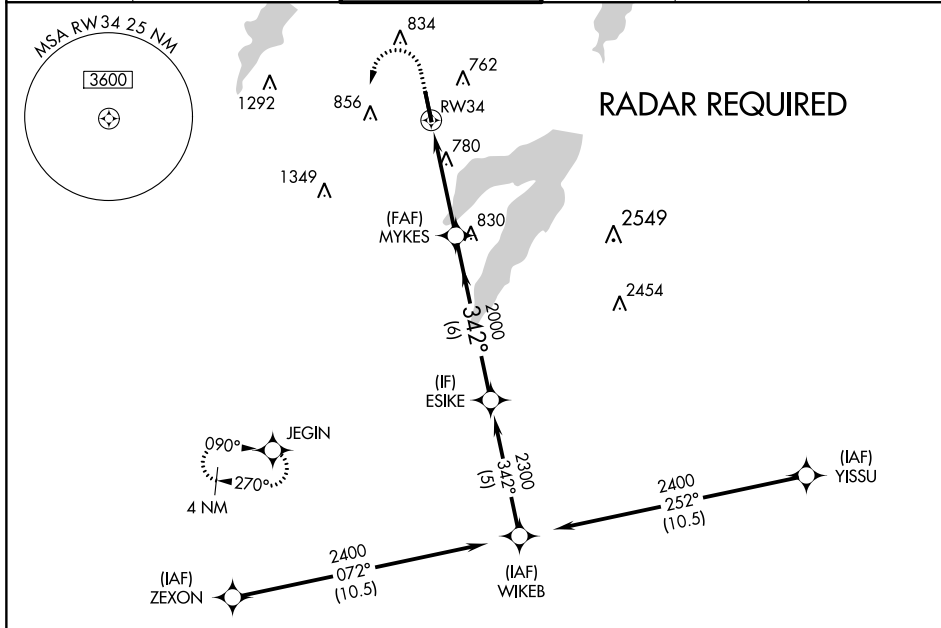 MSA RW34 25 NM
3600
834
762
1292
856
RW34
RADAR REQUIRED
780
1349
(FAF)
MYKES
830
2549
2454
2000
342°
(6)
(IF)
ESIKE
JEGIN
090°
270°
4 NM
2300
342°
(5)
(IAF)
YISSU
2400
252°
(10.5)
2400
072°
(10.5)
(IAF)
ZEXON
(IAF)
WIKEB